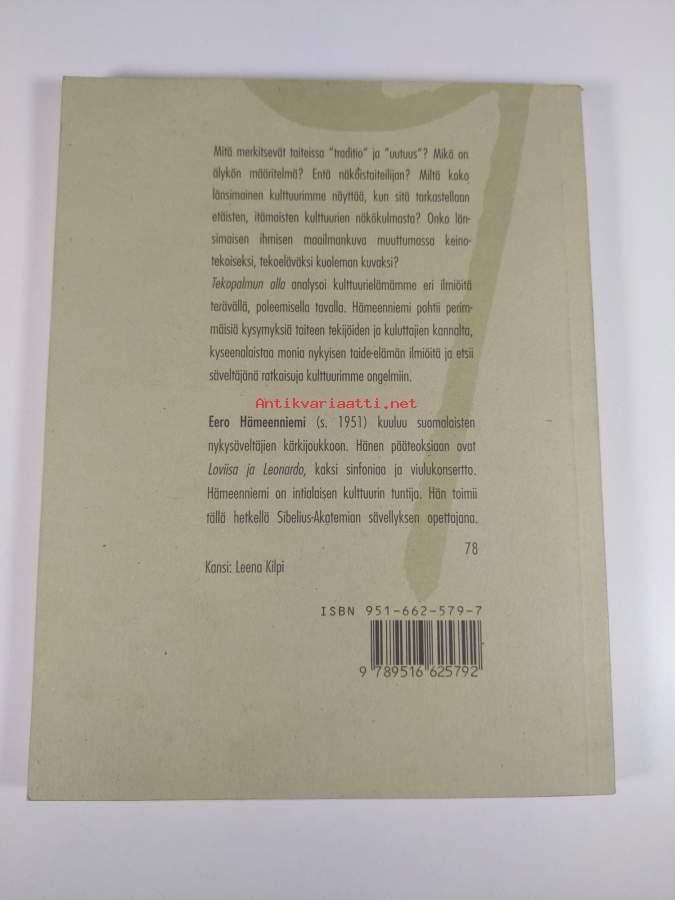 Mitä merkitsevät taiteissa "traditio" ja "uutuus"? Mikä on
älykön määritelmä? Entä näköistaiteilijan? Miltä koko
länsimainen kulttuurimme näyttää, kun sitä tarkastellaan
etäisten, itämaisten kulttuurien näkökulmasta? Onko län-
simaisen ihmisen maailmankuva muuttumassa keino-
tekoiseksi, tekoeläväksi kuoleman kuvaksi?
Tekopalmun alla analysoi kulttuurielämämme eri ilmiöitä
terävällä, poleemisella tavalla. Hämeenniemi pohtii perim-
mäisiä kysymyksiä taiteen tekijöiden ja kuluttajien kannalta,
kyseenalaistaa monia nykyisen taide-elämän ilmiöitä ja etsii
säveltäjänä ratkaisuja kulttuurimme ongelmiin.
Antikvariaatti.net
Eero Hämeenniemi (s. 1951) kuuluu suomalaisten
nykysäveltäjien kärkijoukkoon. Hänen pääteoksiaan ovat
Loviisa ja Leonardo, kaksi sinfoniaa ja viulukonsertto.
Hämeenniemi on intialaisen kulttuurin tuntija. Hän toimii
tällä hetkellä Sibelius-Akatemian sävellyksen opettajana.
78
Kansi: Leena Kilpi
ISBN 951-662-579-7
9 789516 625792